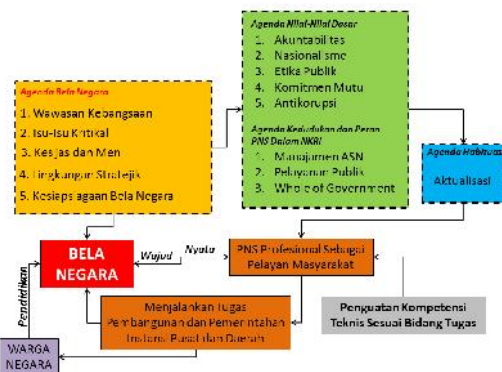 Agenda Bela Negara
1. Wawasan Kebangsaan
2. Isu-Isu Kritikal
3. Kesjas dan Men
4. Lingkungan Stratejik
5. Kesiapsiagaan Bela Negara
Agenda Nilai-Nilai Dasar
1. Akuntabilitas
2. Nasionalisme
3. Etika Publik
4. Komitmen Mutu
5. Antikorupsi
Agenda Kedudukan dan Peran
PNS Dalam NKRI
1. Manajemen ASN
2. Pelayanan Publik
3. Whole of Government
Agenda Habituasi
Aktualisasi
BELA
NEGARA
Wujud
Nyata
PNS Profesional Sebagai
Pelayan Masyarakat
Pendidikan
Menjalankan Tugas
Pembangunan dan Pemerintahan
Instansi Pusat dan Daerah
Penguatan Kompetensi
Teknis Sesuai Bidang Tugas
WARGA
NEGARA